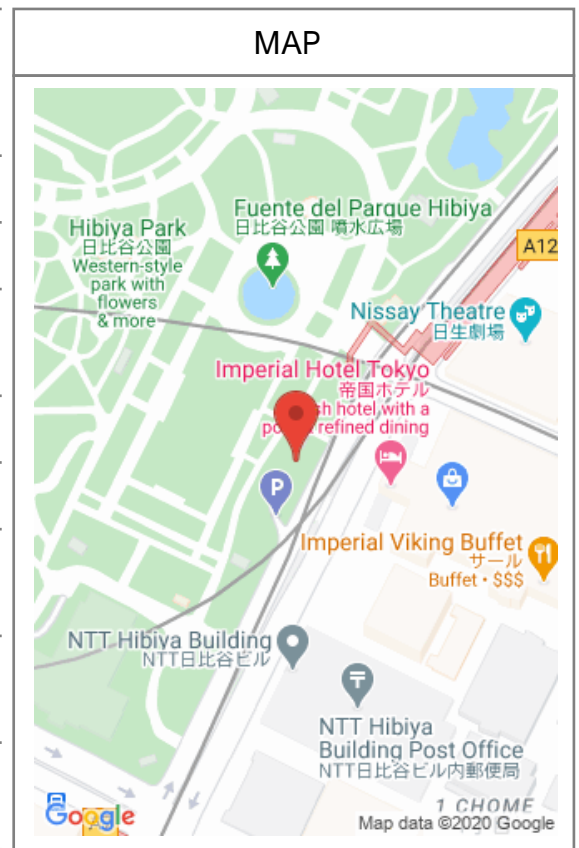 MAP
Fuente del Parque Hibiya
日比谷公園 噴水広場
Hibiya Park
日比谷公園
Western-style
park with
flowers
& more
A12
Nissay Theatre
日生劇場
Imperial Hotel Tokyo
帝国ホテル
sh hotel with a
refined dining
P
Imperial Viking Buffet
サール
Buffet • $$$
NTT Hibiya Building
NTT日比谷ビル
NTT Hibiya
Building Post Office
NTT日比谷ビル内郵便局
1 CHOME
Google
Map data ©2020 Google